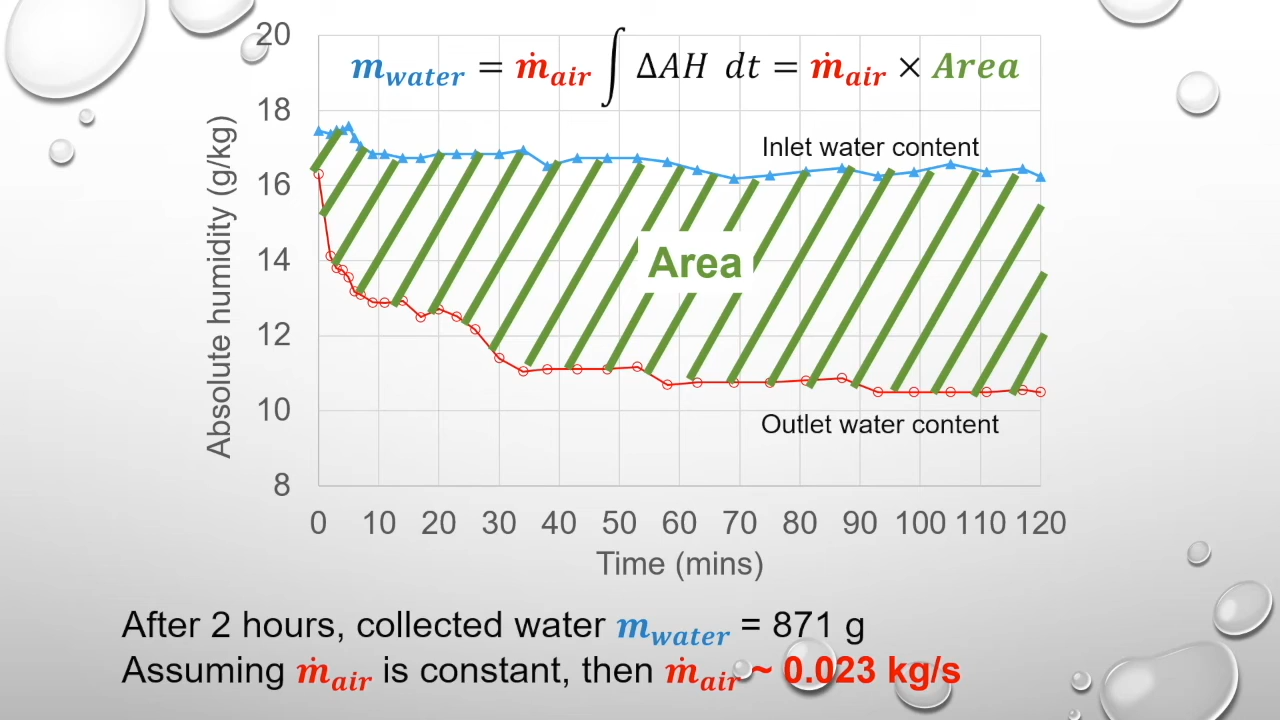 20
m_water = ṁ_air ∫ ΔAH dt = ṁ_air × Area
18
Inlet water content
16
Area
14
12
10
Outlet water content
8
Absolute humidity (g/kg)
0 10 20 30 40 50 60 70 80 90 100 110 120
Time (mins)
After 2 hours, collected water m_water = 871 g
Assuming ṁ_air is constant, then ṁ_air ~ 0.023 kg/s